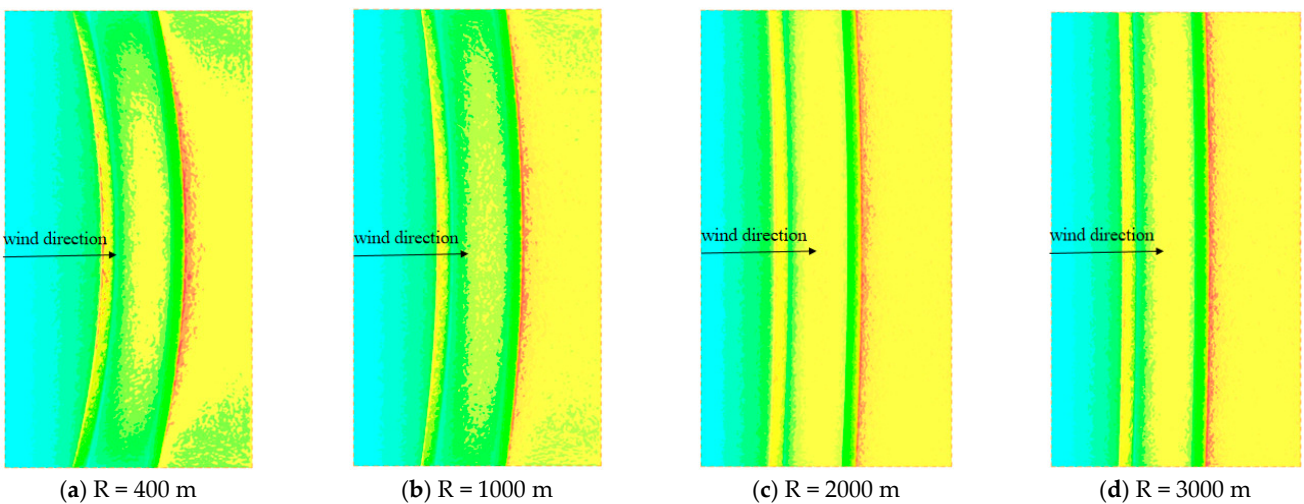 wind direction
wind direction
wind direction
wind direction
(a) R = 400 m
(b) R = 1000 m
(c) R = 2000 m
(d) R = 3000 m